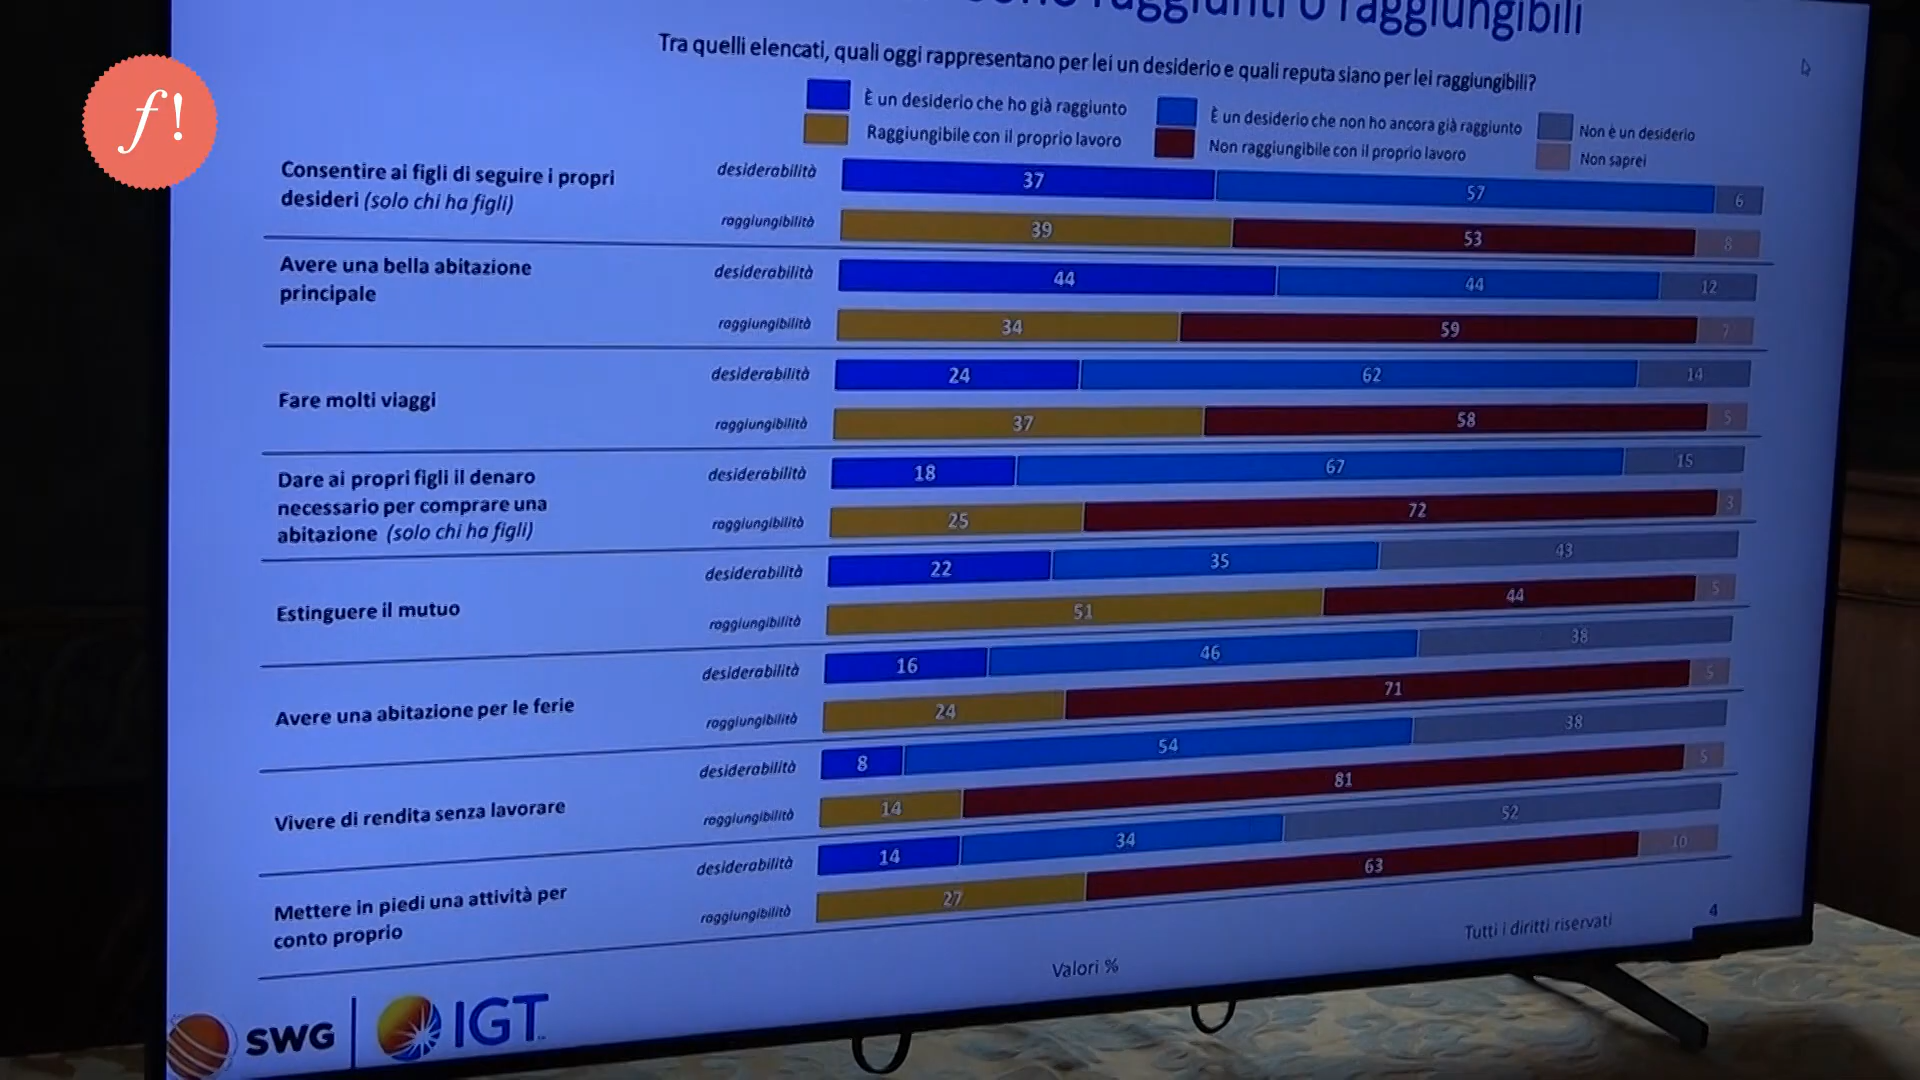 raggiunti o raggiungibili
Tra quelli elencati, quali oggi rappresentano per lei un desiderio e quali reputa siano per lei raggiungibili?
f!
È un desiderio che ho già raggiunto
È un desiderio che non ho ancora già raggiunto
Non è un desiderio
Raggiungibile con il proprio lavoro
Non raggiungibile con il proprio lavoro
Non saprei
Consentire ai figli di seguire i propri
desideri (solo chi ha figli)
desiderabilità 37 57 6
raggiungibilità 39 53 8
Avere una bella abitazione
principale
desiderabilità 44 44 12
raggiungibilità 34 59 7
Fare molti viaggi
desiderabilità 24 62 14
raggiungibilità 37 58 5
Dare ai propri figli il denaro
necessario per comprare una
abitazione (solo chi ha figli)
desiderabilità 18 67 15
raggiungibilità 25 72 3
Estinguere il mutuo
desiderabilità 22 35 43
raggiungibilità 51 44 5
Avere una abitazione per le ferie
desiderabilità 16 46 38
raggiungibilità 24 71 5
Vivere di rendita senza lavorare
desiderabilità 8 54 38
raggiungibilità 14 81 5
Mettere in piedi una attività per
conto proprio
desiderabilità 14 34 52
raggiungibilità 27 63 10
Valori %
Tutti i diritti riservati
4
SWG
IGT